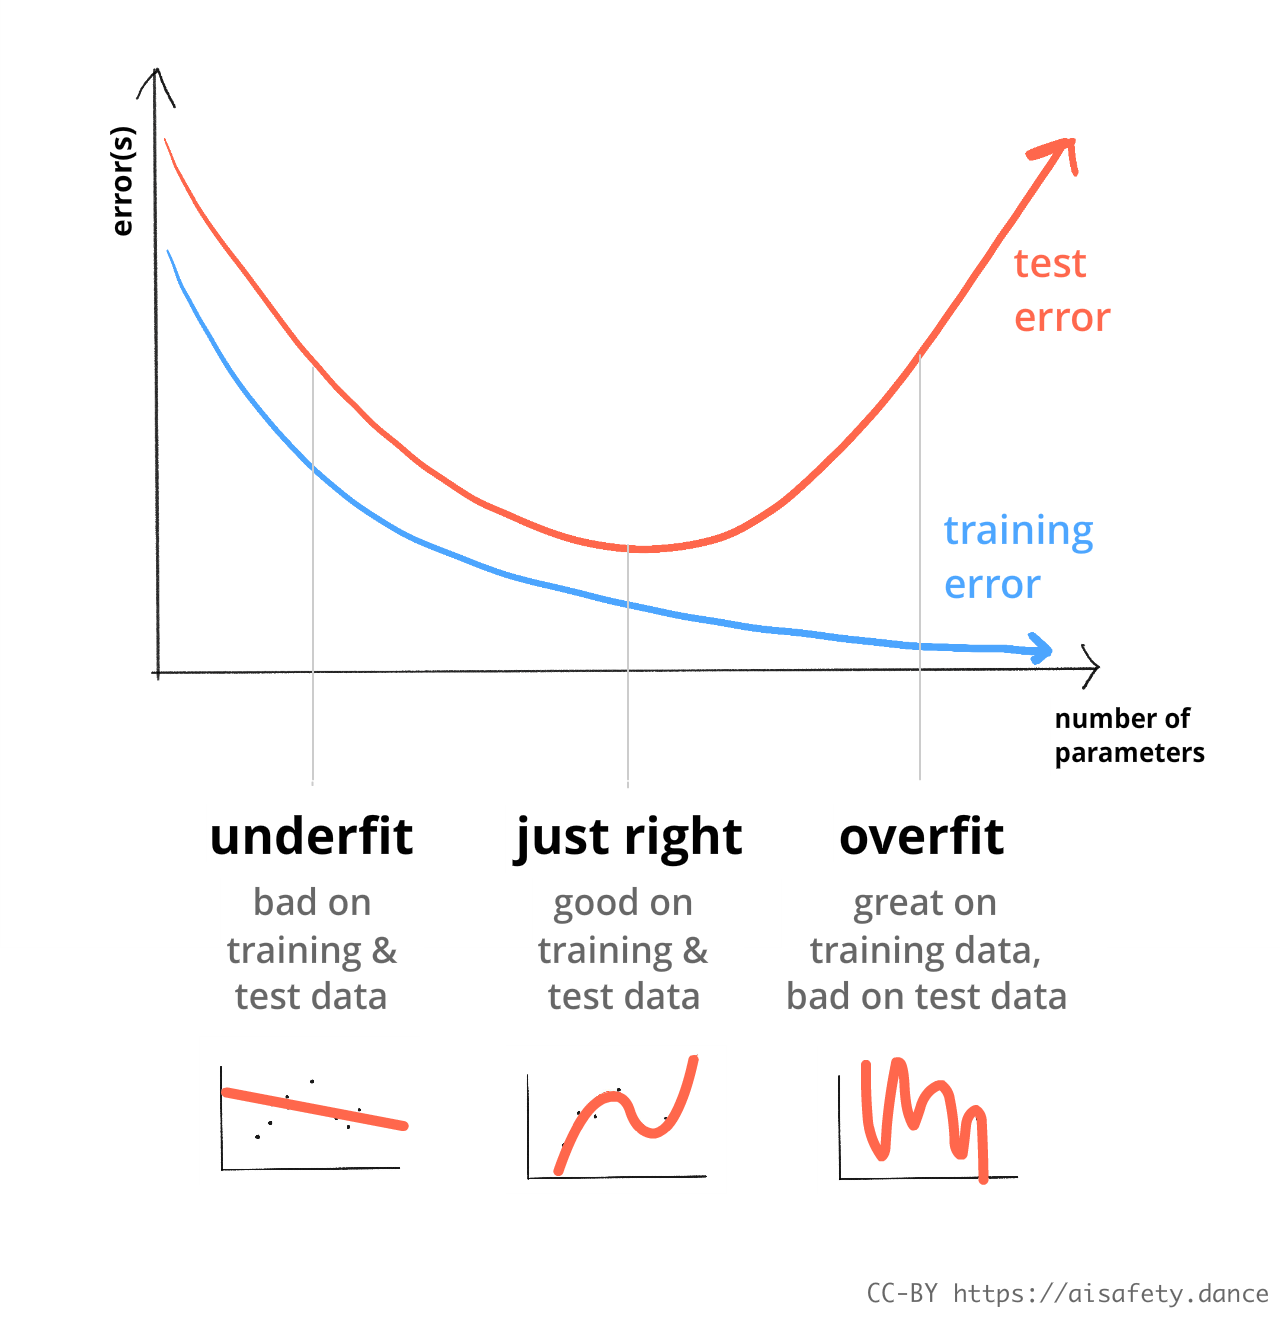 error(s)
test
error
training
error
number of
parameters
underfit
bad on
training &
test data
just right
good on
training &
test data
overfit
great on
training data,
bad on test data
CC-BY https://aisafety.dance